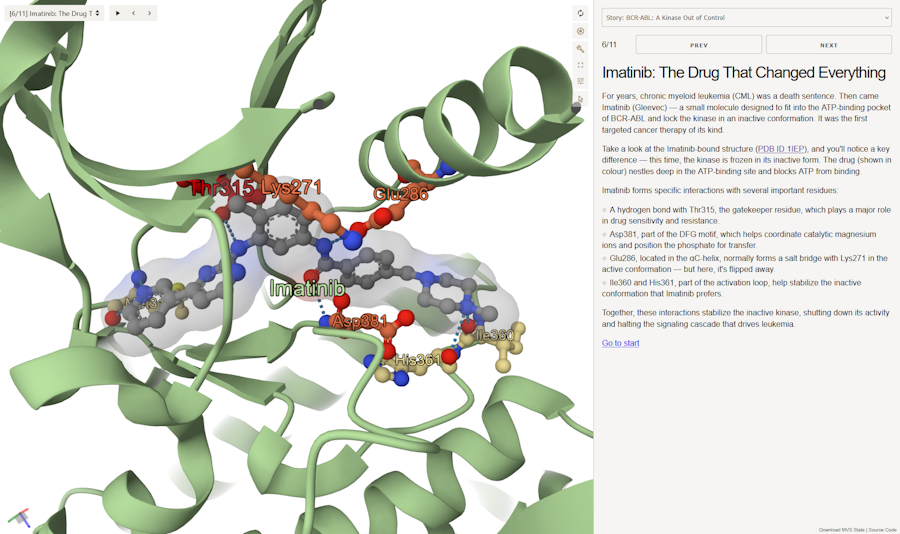 [6/11] Imatinib: The Drug T
Story: BCR-ABL: A Kinase Out of Control
6/11
PREV
NEXT
Imatinib: The Drug That Changed Everything
For years, chronic myeloid leukemia (CML) was a death sentence. Then came
Imatinib (Gleevec) — a small molecule designed to fit into the ATP-binding pocket
of BCR-ABL and lock the kinase in an inactive conformation. It was the first
targeted cancer therapy of its kind.
Take a look at the Imatinib-bound structure (PDB ID 1IEP), and you'll notice a key
difference — this time, the kinase is frozen in its inactive form. The drug (shown in
colour) nestles deep in the ATP-binding site and blocks ATP from binding.
Imatinib forms specific interactions with several important residues:
○ A hydrogen bond with Thr315, the gatekeeper residue, which plays a major role
in drug sensitivity and resistance.
○ Asp381, part of the DFG motif, which helps coordinate catalytic magnesium
ions and position the phosphate for transfer.
○ Glu286, located in the αC-helix, normally forms a salt bridge with Lys271 in the
active conformation — but here, it's flipped away.
○ Ile360 and His361, part of the activation loop, help stabilize the inactive
conformation that Imatinib prefers.
Together, these interactions stabilize the inactive kinase, shutting down its activity
and halting the signaling cascade that drives leukemia.
Go to start
Thr315
Lys271
Glu286
Imatinib
Asp381
Ile360
His361
Download MVS State | Source Code